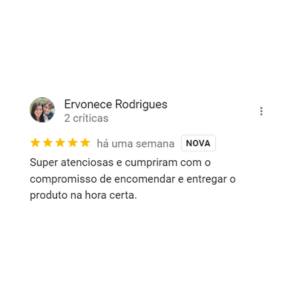 Ervonece Rodrigues
2 críticas
há uma semana NOVA
Super atenciosas e cumpriram com o
compromisso de encomendar e entregar o
produto na hora certa.